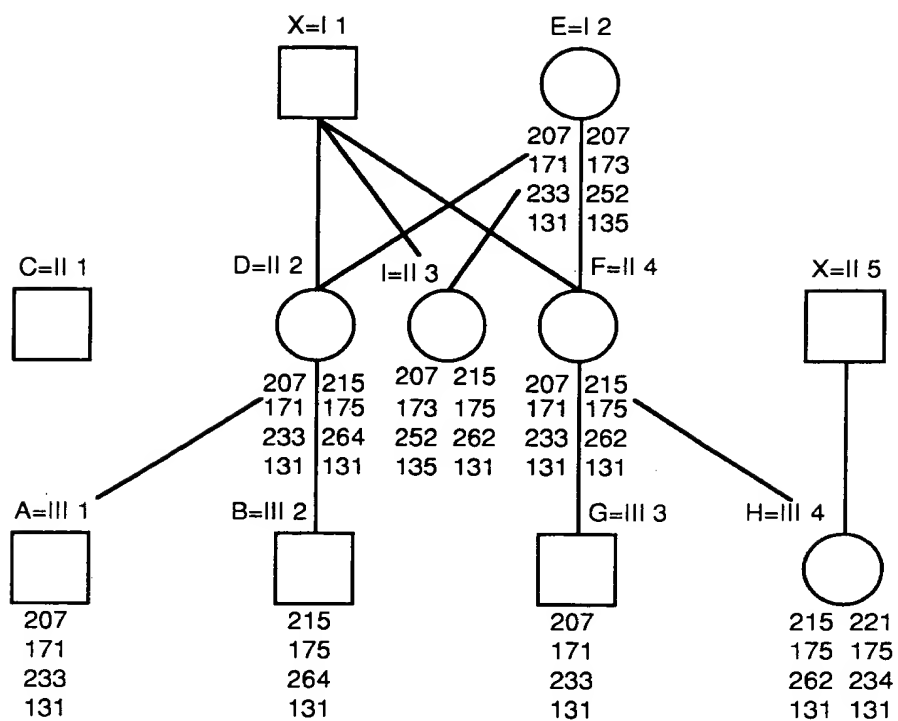 X=I 1 E=I 2
207 207
171 173
233 252
131 135
C=II 1 D=II 2 I=II 3 F=II 4 X=II 5
207 215 207 215 207 215
171 175 173 175 171 175
233 264 252 262 233 262
131 131 135 131 131 131
A=III 1 B=III 2 G=III 3 H=III 4
207 215 207 215 221
171 175 171 175 175
233 264 233 262 234
131 131 131 131 131